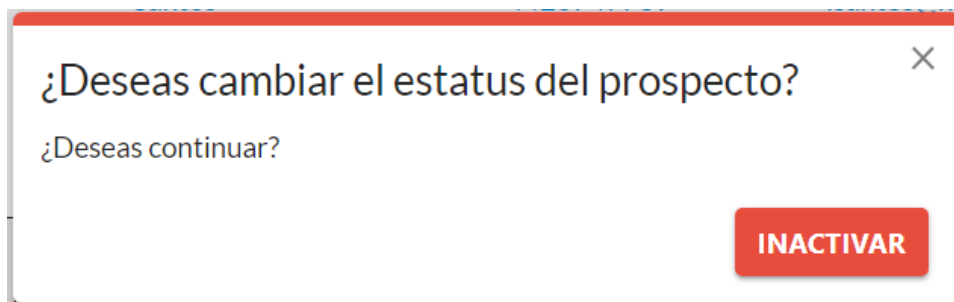 ¿Deseas cambiar el estatus del prospecto?
¿Deseas continuar?
INACTIVAR